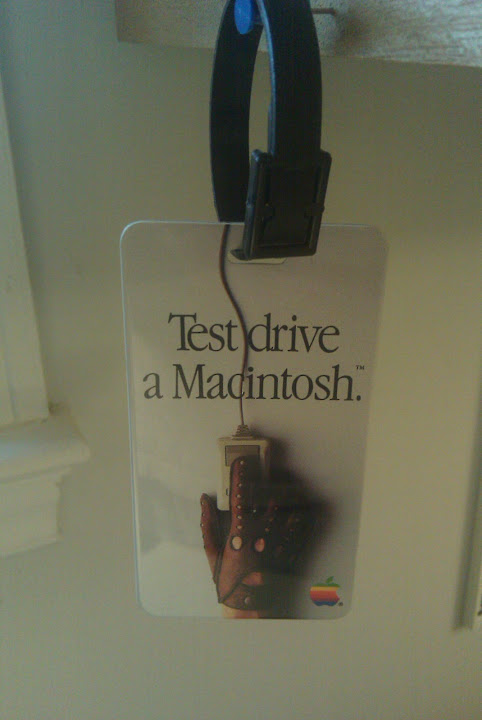 Test drive
a Macintosh.™